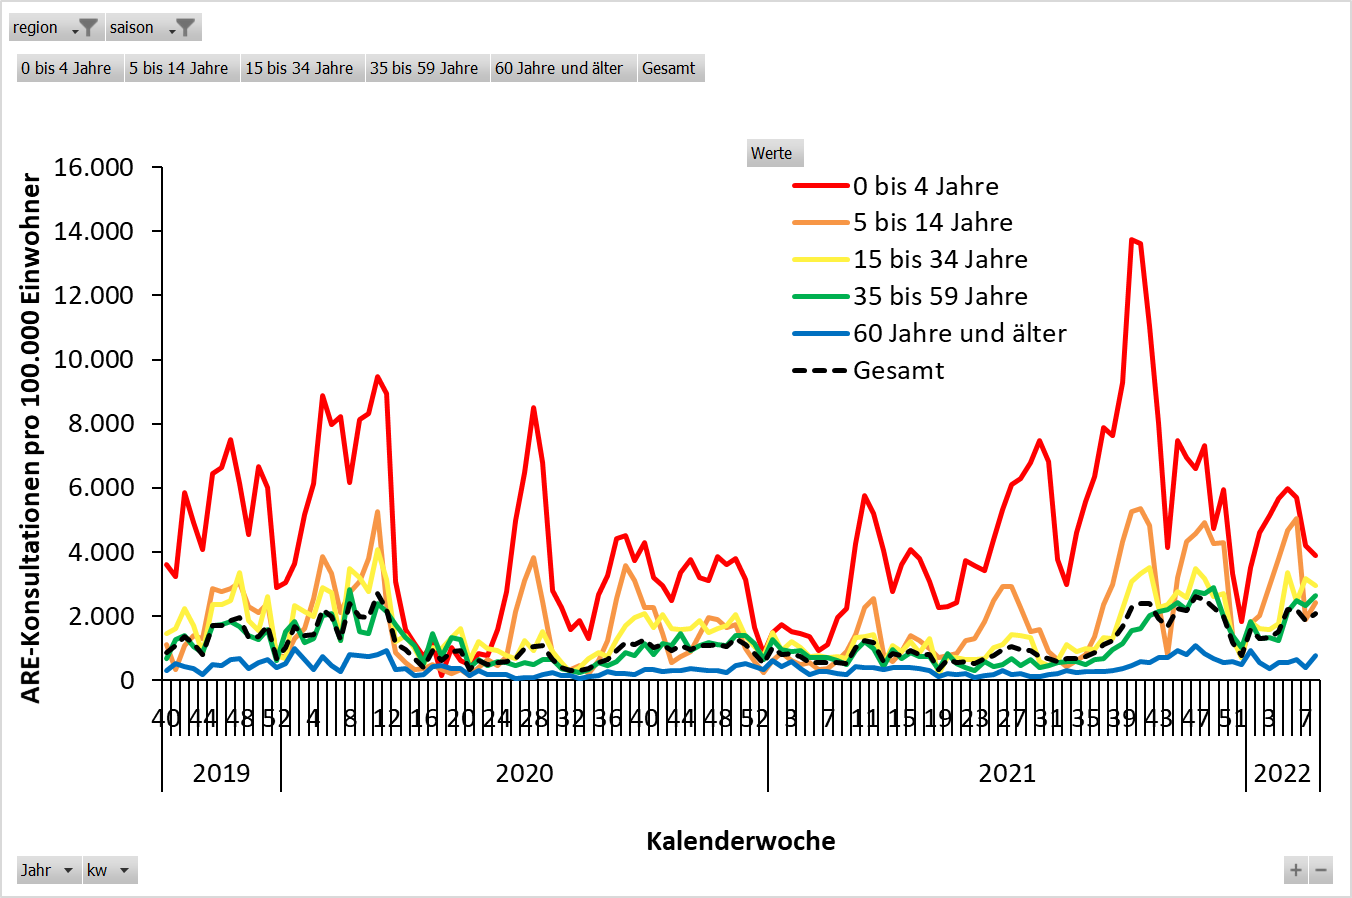 region saison
0 bis 4 Jahre 5 bis 14 Jahre 15 bis 34 Jahre 35 bis 59 Jahre 60 Jahre und älter Gesamt
Werte
0 bis 4 Jahre
5 bis 14 Jahre
15 bis 34 Jahre
35 bis 59 Jahre
60 Jahre und älter
Gesamt
ARE-Konsultationen pro 100.000 Einwohner
16.000
14.000
12.000
10.000
8.000
6.000
4.000
2.000
0
40 44 48 52 4 8 12 16 20 24 28 32 36 40 44 48 52 3 7 11 15 19 23 27 31 35 39 43 47 51 3 7
2019 2020 2021 2022
Kalenderwoche
Jahr kw + −